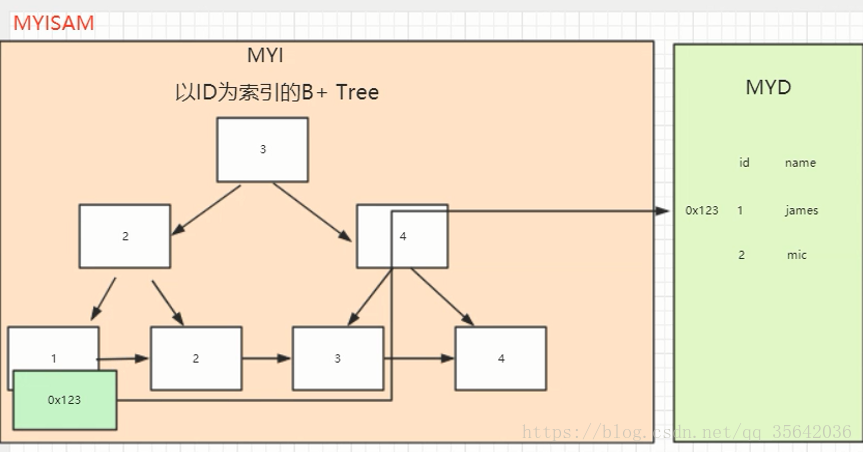 MYISAM
MYI
以ID为索引的B+ Tree
3
2
4
1
2
3
4
0x123
MYD
id name
0x123 1 james
2 mic
https://blog.csdn.net/qq_35642036